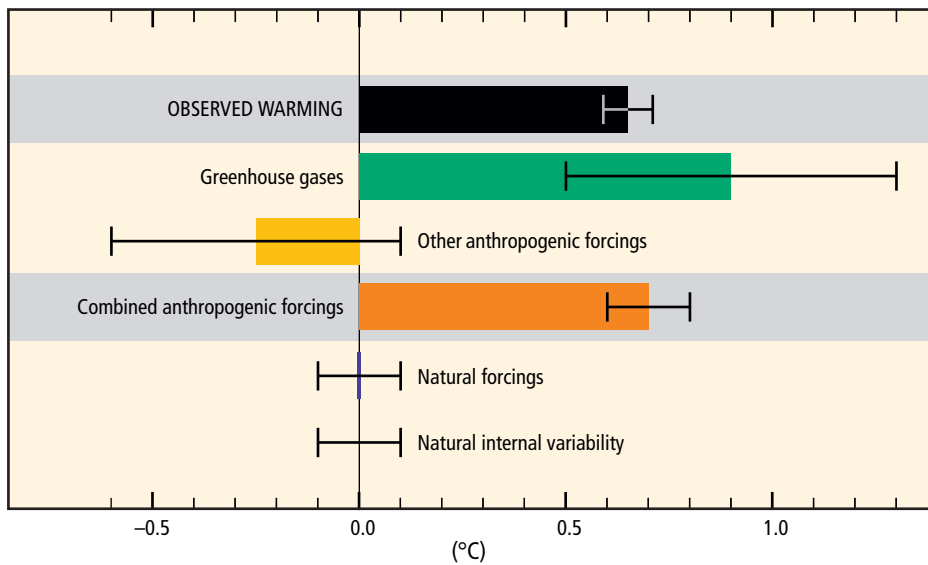 OBSERVED WARMING
Greenhouse gases
Other anthropogenic forcings
Combined anthropogenic forcings
Natural forcings
Natural internal variability
–0.5 0.0 0.5 1.0
(°C)